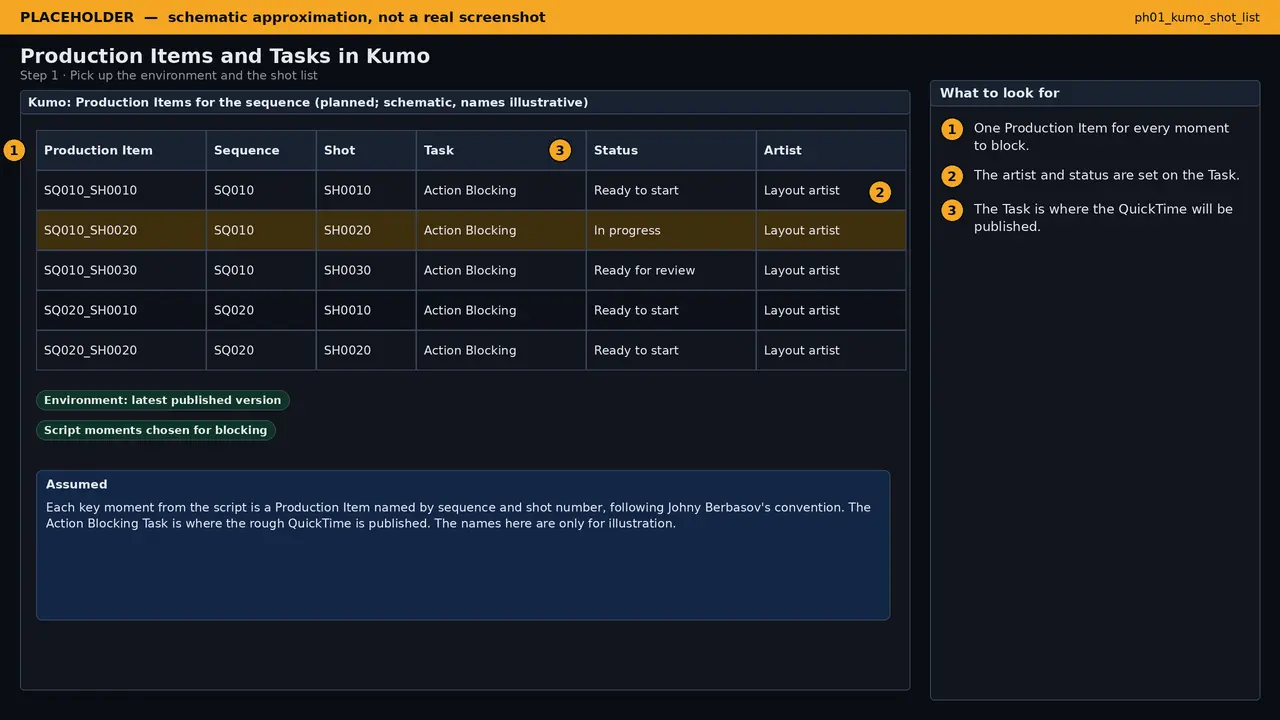 PLACEHOLDER — schematic approximation, not a real screenshot
ph01_kumo_shot_list
Production Items and Tasks in Kumo
Step 1 · Pick up the environment and the shot list
Kumo: Production Items for the sequence (planned; schematic, names illustrative)
1
Production Item Sequence Shot Task 3 Status Artist
SQ010_SH0010 SQ010 SH0010 Action Blocking Ready to start Layout artist 2
SQ010_SH0020 SQ010 SH0020 Action Blocking In progress Layout artist
SQ010_SH0030 SQ010 SH0030 Action Blocking Ready for review Layout artist
SQ020_SH0010 SQ020 SH0010 Action Blocking Ready to start Layout artist
SQ020_SH0020 SQ020 SH0020 Action Blocking Ready to start Layout artist
Environment: latest published version
Script moments chosen for blocking
Assumed
Each key moment from the script is a Production Item named by sequence and shot number, following Johny Berbasov's convention. The
Action Blocking Task is where the rough QuickTime is published. The names here are only for illustration.
What to look for
1 One Production Item for every moment
to block.
2 The artist and status are set on the Task.
3 The Task is where the QuickTime will be
published.